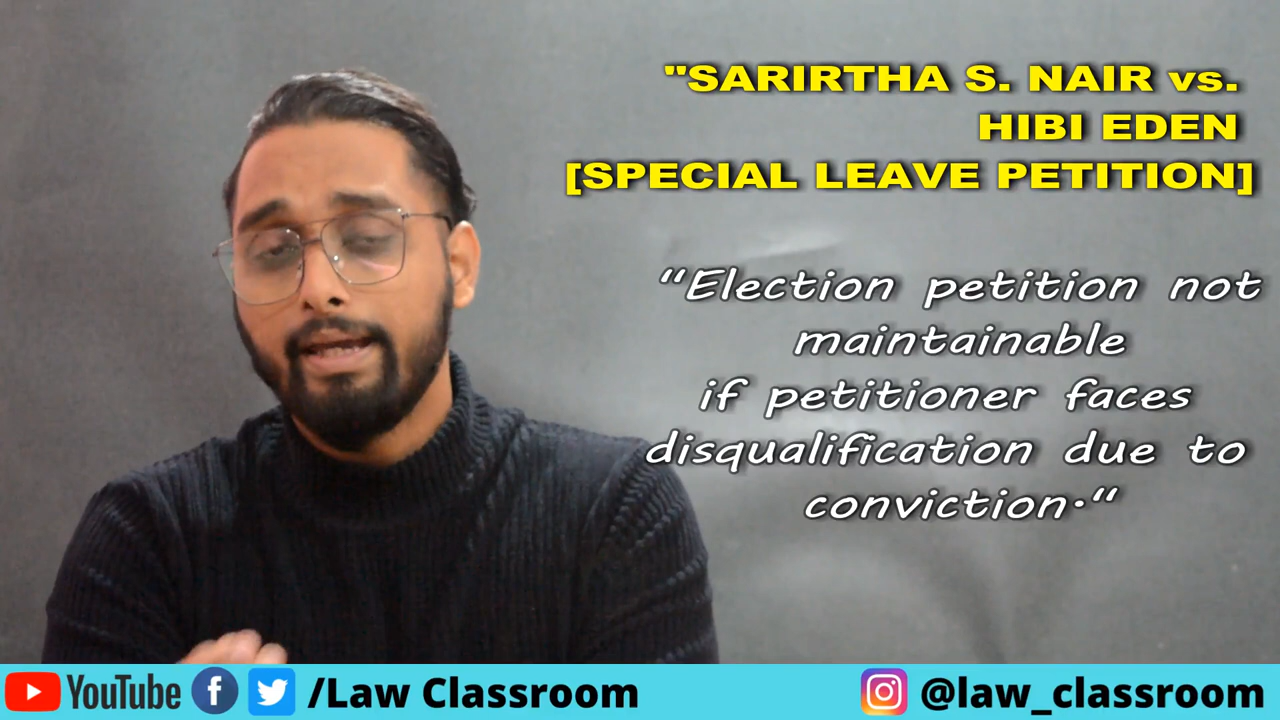 "SARIRTHA S. NAIR vs.
HIBI EDEN
[SPECIAL LEAVE PETITION]
“Election petition not
maintainable
if petitioner faces
disqualification due to
conviction.“
YouTube /Law Classroom @law_classroom